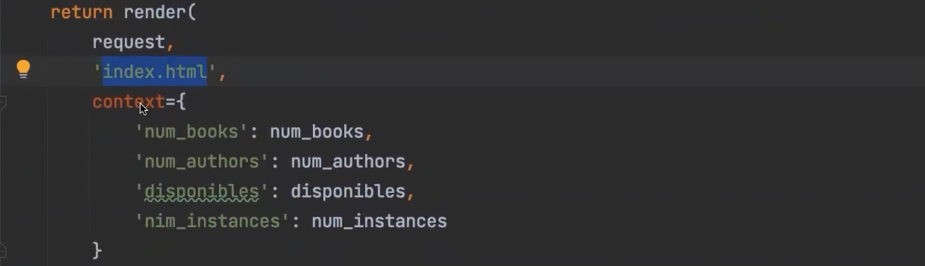 return render(
request,
'index.html',
context={
'num_books': num_books,
'num_authors': num_authors,
'disponibles': disponibles,
'nim_instances': num_instances
}